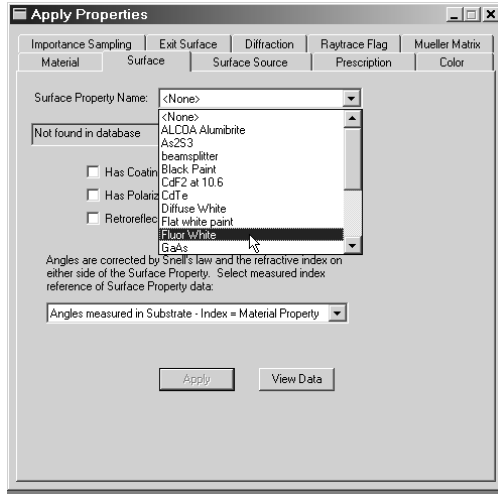 Apply Properties
Importance Sampling Exit Surface Diffraction Raytrace Flag Mueller Matrix
Material Surface Surface Source Prescription Color
Surface Property Name: <None>
<None>
ALCOA Alumibrite
Not found in database
As2S3
beamsplitter
Has Coatin Black Paint
CdF2 at 10.6
Has Polariz CdTe
Diffuse White
Retroreflec Flat white paint
Fluor White
GaAs
Angles are corrected by Snell's law and the refractive index on
either side of the Surface Property. Select measured index
reference of Surface Property data:
Angles measured in Substrate - Index = Material Property
Apply View Data